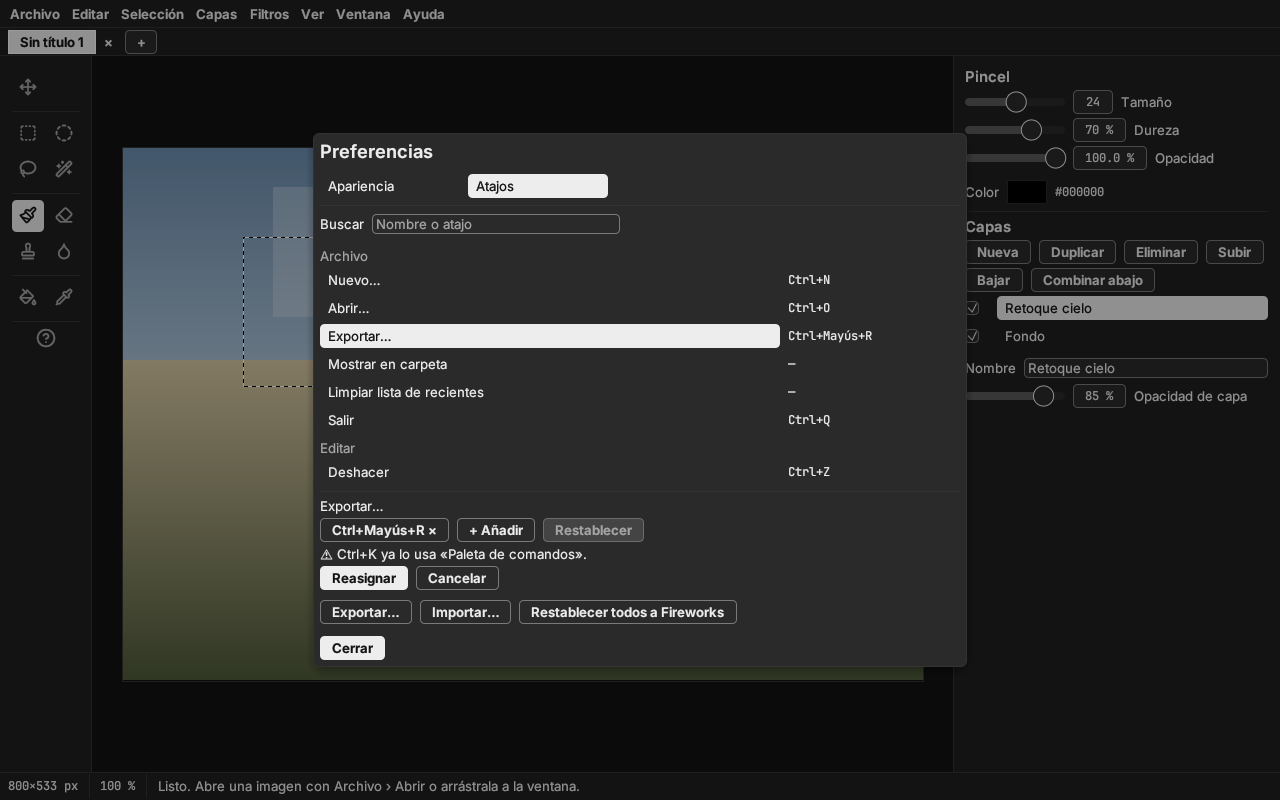 Archivo Editar Selección Capas Filtros Ver Ventana Ayuda
Sin título 1 × +
Pincel
24 Tamaño
70 % Dureza
100.0 % Opacidad
Color #000000
Capas
Nueva Duplicar Eliminar Subir
Bajar Combinar abajo
Retoque cielo
Fondo
Nombre Retoque cielo
85 % Opacidad de capa
Preferencias
Apariencia Atajos
Buscar Nombre o atajo
Archivo
Nuevo... Ctrl+N
Abrir... Ctrl+O
Exportar... Ctrl+Mayús+R
Mostrar en carpeta —
Limpiar lista de recientes —
Salir Ctrl+Q
Editar
Deshacer Ctrl+Z
Exportar...
Ctrl+Mayús+R × + Añadir Restablecer
⚠ Ctrl+K ya lo usa «Paleta de comandos».
Reasignar Cancelar
Exportar... Importar... Restablecer todos a Fireworks
Cerrar
800×533 px 100 % Listo. Abre una imagen con Archivo › Abrir o arrástrala a la ventana.